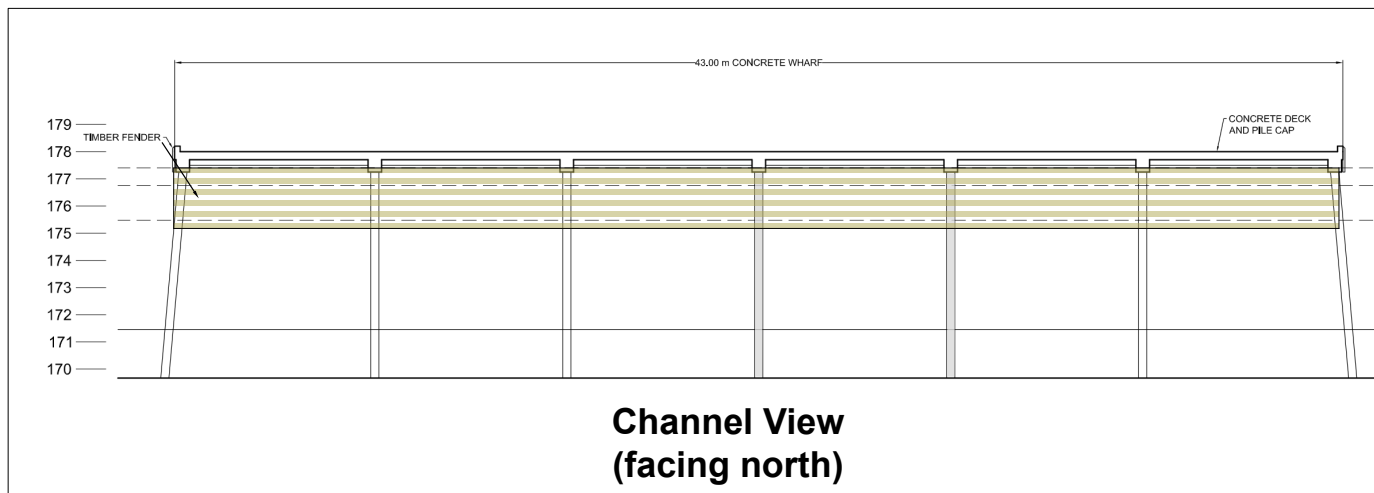 43.00 m CONCRETE WHARF
179
TIMBER FENDER
CONCRETE DECK
AND PILE CAP
178
177
176
175
174
173
172
171
170
Channel View
(facing north)